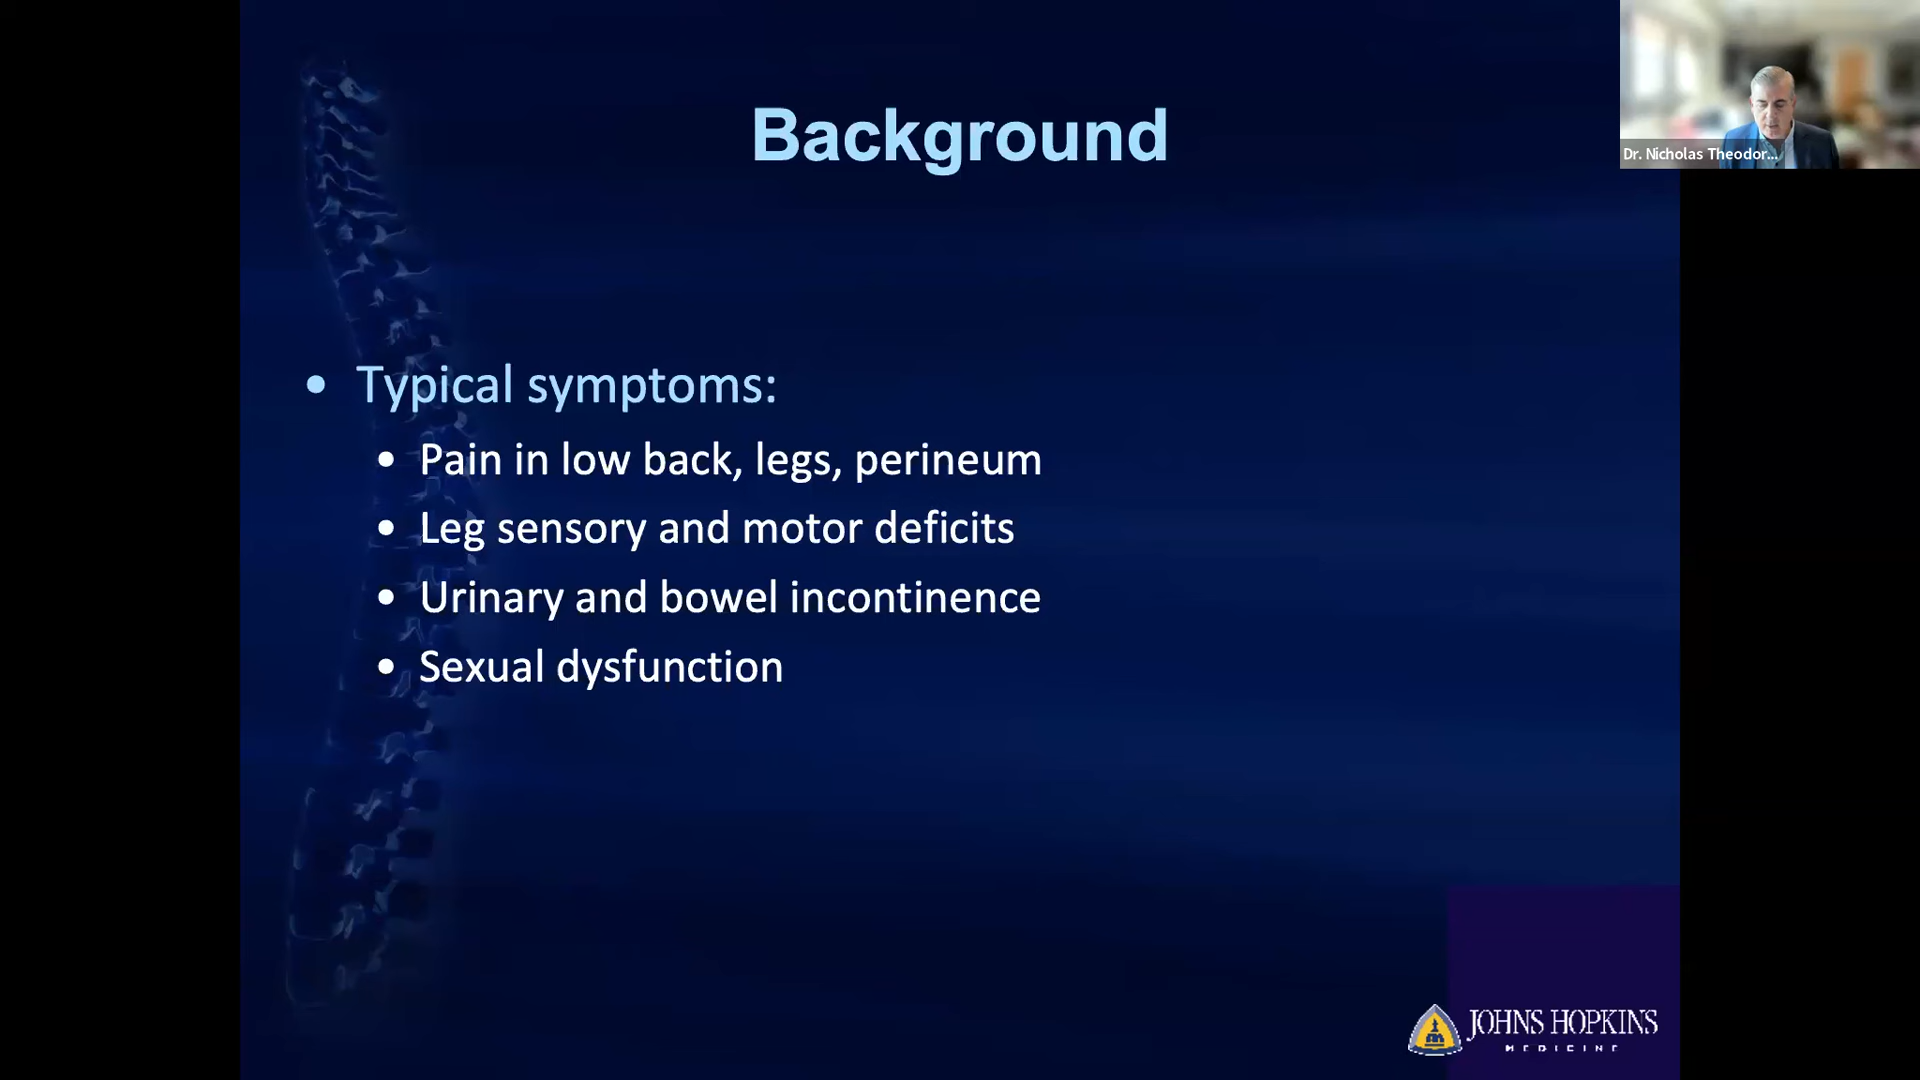 Background
Dr. Nicholas Theodor...
• Typical symptoms:
• Pain in low back, legs, perineum
• Leg sensory and motor deficits
• Urinary and bowel incontinence
• Sexual dysfunction
JOHNS HOPKINS
MEDICINE